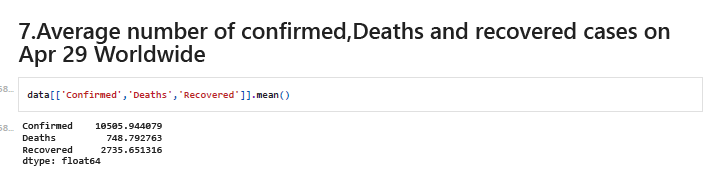 7.Average number of confirmed,Deaths and recovered cases on
Apr 29 Worldwide
data[['Confirmed','Deaths','Recovered']].mean()
Confirmed    10505.944079
Deaths         748.792763
Recovered     2735.651316
dtype: float64